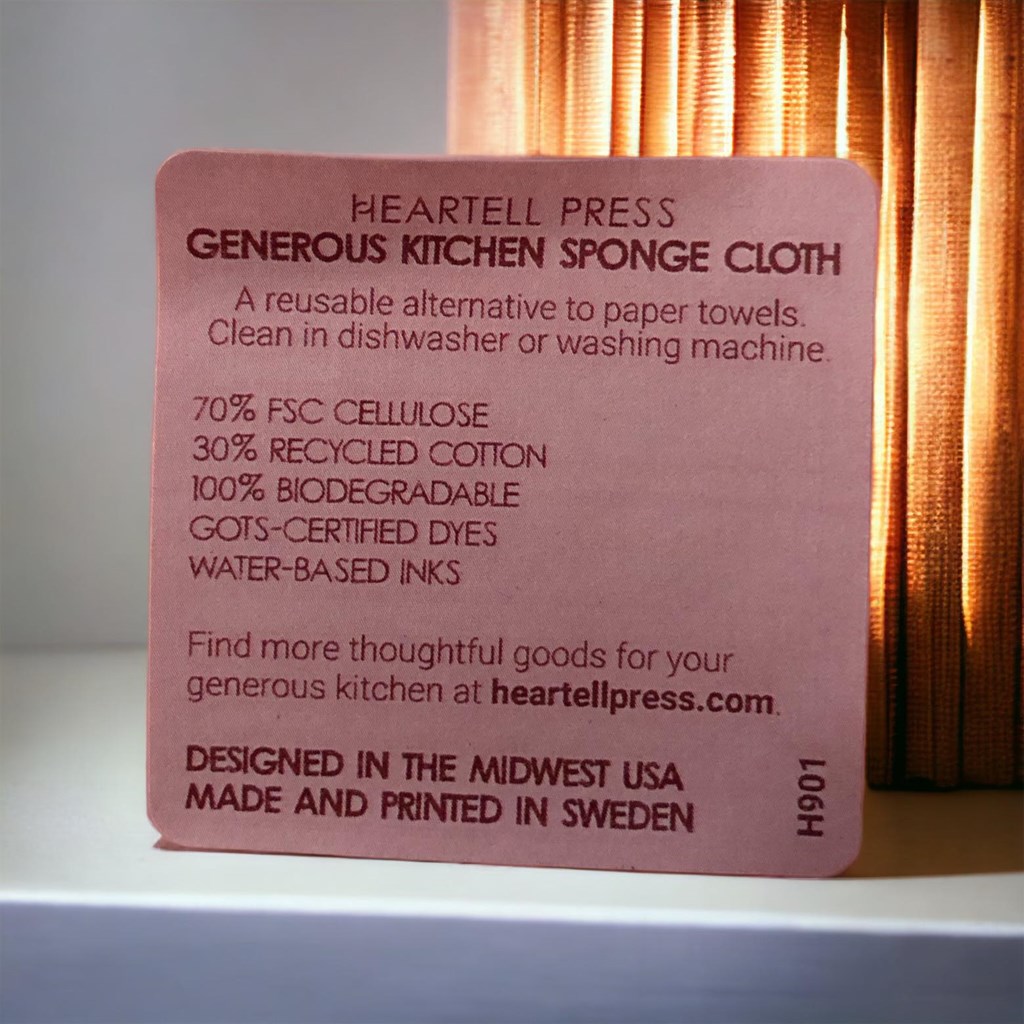 HEARTELL PRESS
GENEROUS KITCHEN SPONGE CLOTH
A reusable alternative to paper towels.
Clean in dishwasher or washing machine.
70% FSC CELLULOSE
30% RECYCLED COTTON
100% BIODEGRADABLE
GOTS-CERTIFIED DYES
WATER-BASED INKS
Find more thoughtful goods for your
generous kitchen at heartellpress.com.
DESIGNED IN THE MIDWEST USA
MADE AND PRINTED IN SWEDEN
H901